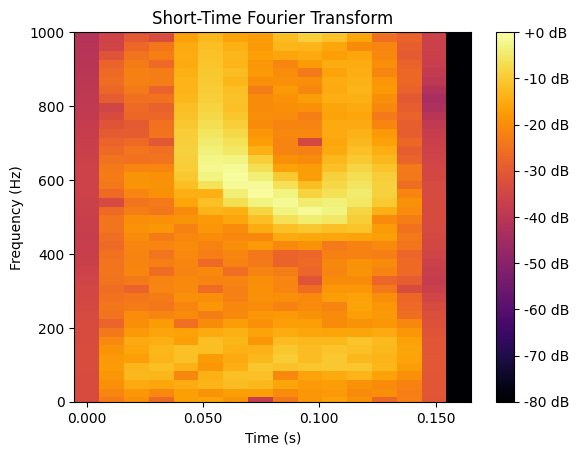 Short-Time Fourier Transform
1000
800
600
400
200
0
Frequency (Hz)
0.000
0.050
0.100
0.150
Time (s)
+0 dB
-10 dB
-20 dB
-30 dB
-40 dB
-50 dB
-60 dB
-70 dB
-80 dB